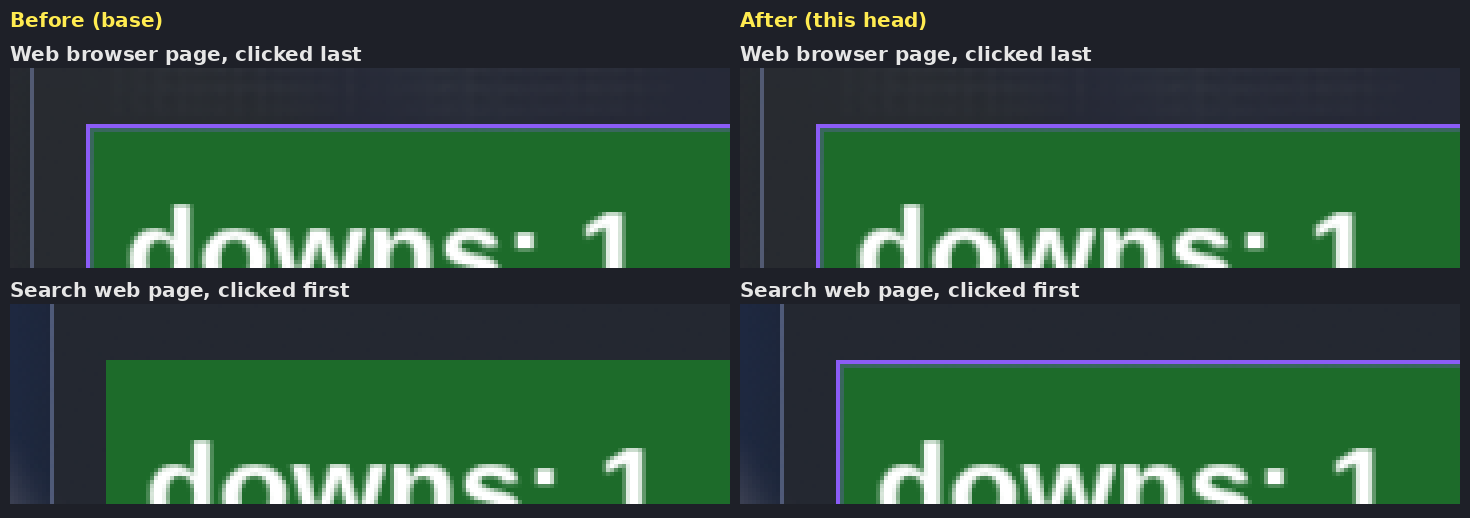 Before (base)
After (this head)
Web browser page, clicked last
Web browser page, clicked last
downs: 1
downs: 1
Search web page, clicked first
Search web page, clicked first
downs: 1
downs: 1